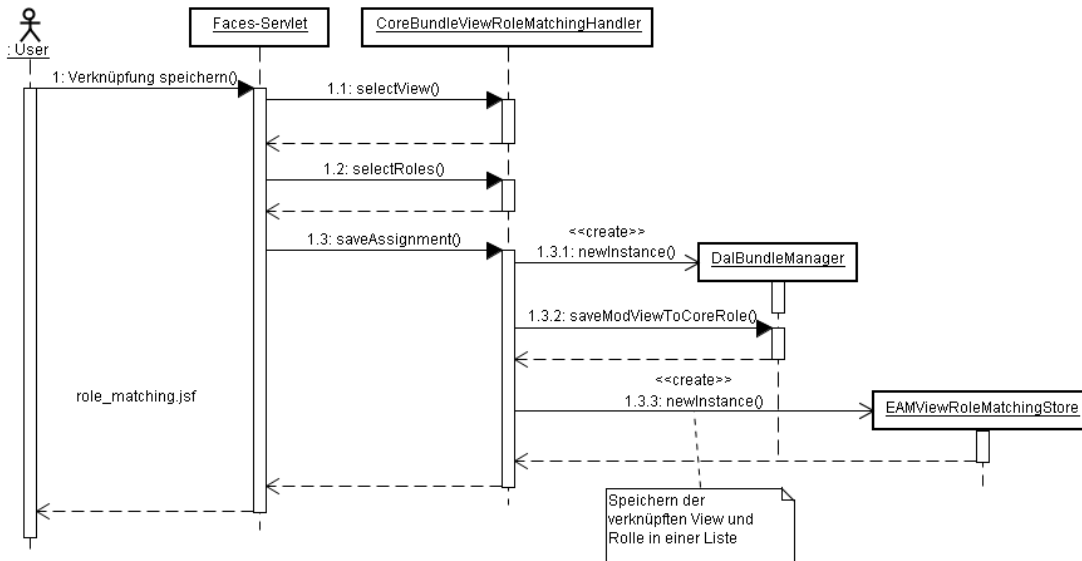 Faces-Servlet
CoreBundleViewRoleMatchingHandler
: User
1: Verknüpfung speichern()
1.1: selectView()
1.2: selectRoles()
1.3: saveAssignment()
<<create>>
1.3.1: newInstance()
DalBundleManager
1.3.2: saveModViewToCoreRole()
<<create>>
role_matching.jsf
1.3.3: newInstance()
EAMViewRoleMatchingStore
Speichern der
verknüpften View und
Rolle in einer Liste